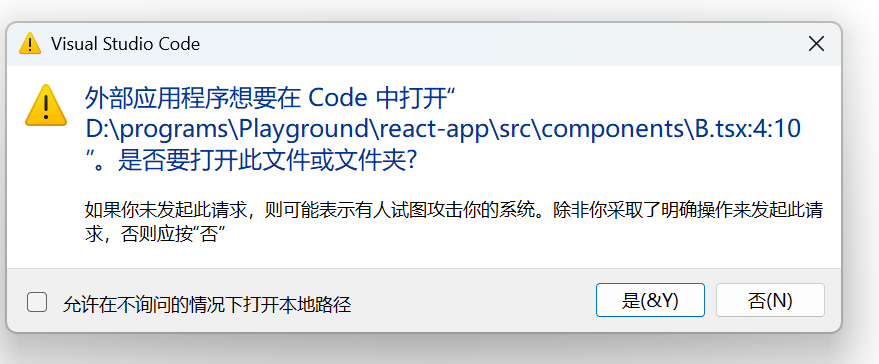 Visual Studio Code
外部应用程序想要在 Code 中打开“
D:\programs\Playground\react-app\src\components\B.tsx:4:10
”。是否要打开此文件或文件夹?
如果你未发起此请求，则可能表示有人试图攻击你的系统。除非你采取了明确操作来发起此请
求，否则应按“否”
允许在不询问的情况下打开本地路径
是(&Y)
否(N)